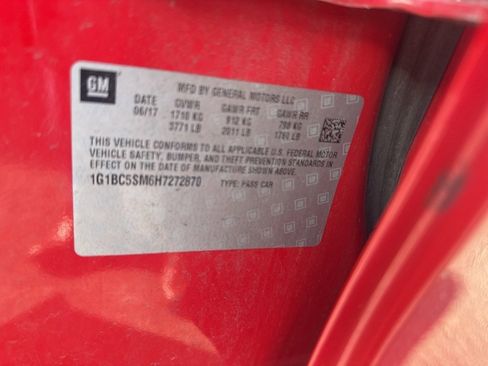 GM
MFD BY GENERAL MOTORS LLC
DATE GVWR GAWR FRT GAWR RR
06/17 1710 KG 912 KG 798 KG
3771 LB 2011 LB 1760 LB
THIS VEHICLE CONFORMS TO ALL APPLICABLE U.S. FEDERAL MOTOR
VEHICLE SAFETY, BUMPER, AND THEFT PREVENTION STANDARDS IN
EFFECT ON THE DATE OF MANUFACTURE SHOWN ABOVE.
1G1BC5SM6H7272870 TYPE: PASS CAR